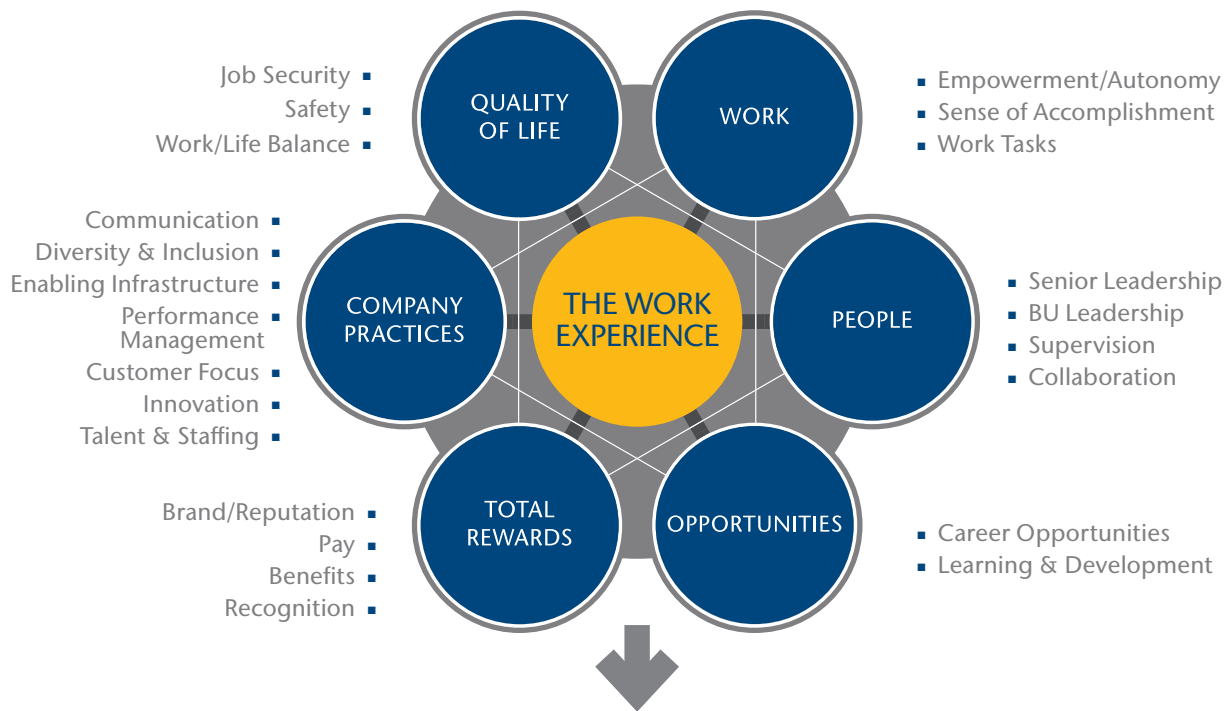 Job Security
Safety
Work/Life Balance
QUALITY
OF LIFE
WORK
Empowerment/Autonomy
Sense of Accomplishment
Work Tasks
Communication
Diversity & Inclusion
Enabling Infrastructure
Performance
Management
Customer Focus
Innovation
Talent & Staffing
COMPANY
PRACTICES
THE WORK
EXPERIENCE
PEOPLE
Senior Leadership
BU Leadership
Supervision
Collaboration
Brand/Reputation
Pay
Benefits
Recognition
TOTAL
REWARDS
OPPORTUNITIES
Career Opportunities
Learning & Development